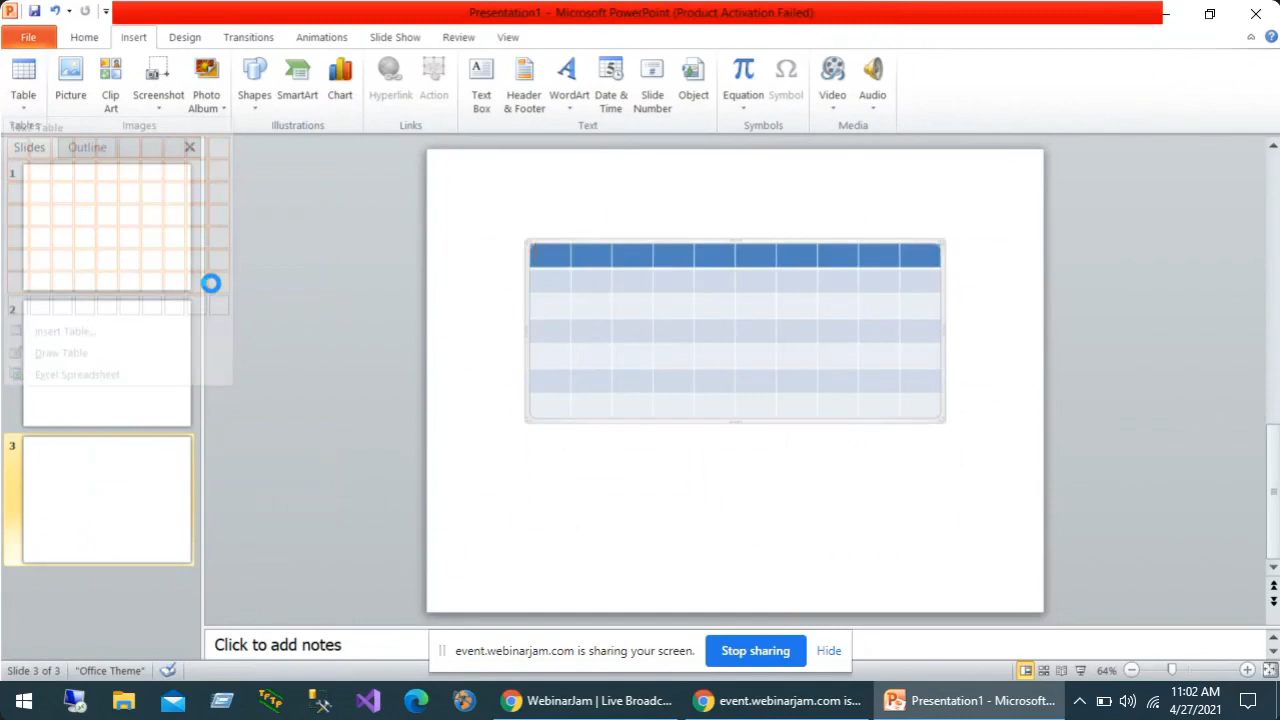 Presentation1 - Microsoft PowerPoint (Product Activation Failed)
File Home Insert Design Transitions Animations Slide Show Review View
Table Picture Clip Art Screenshot Photo Album Shapes SmartArt Chart Hyperlink Action Text Box Header & Footer WordArt Date & Time Slide Number Object Equation Symbol Video Audio
Tables Images Illustrations Links Text Symbols Media
Table
Slides Outline
1
2
Insert Table...
Draw Table
Excel Spreadsheet
3
Click to add notes
event.webinarjam.com is sharing your screen. Stop sharing Hide
Slide 3 of 3 "Office Theme" 64%
WebinarJam | Live Broadc... event.webinarjam.com is... Presentation1 - Microsoft...
11:02 AM
4/27/2021